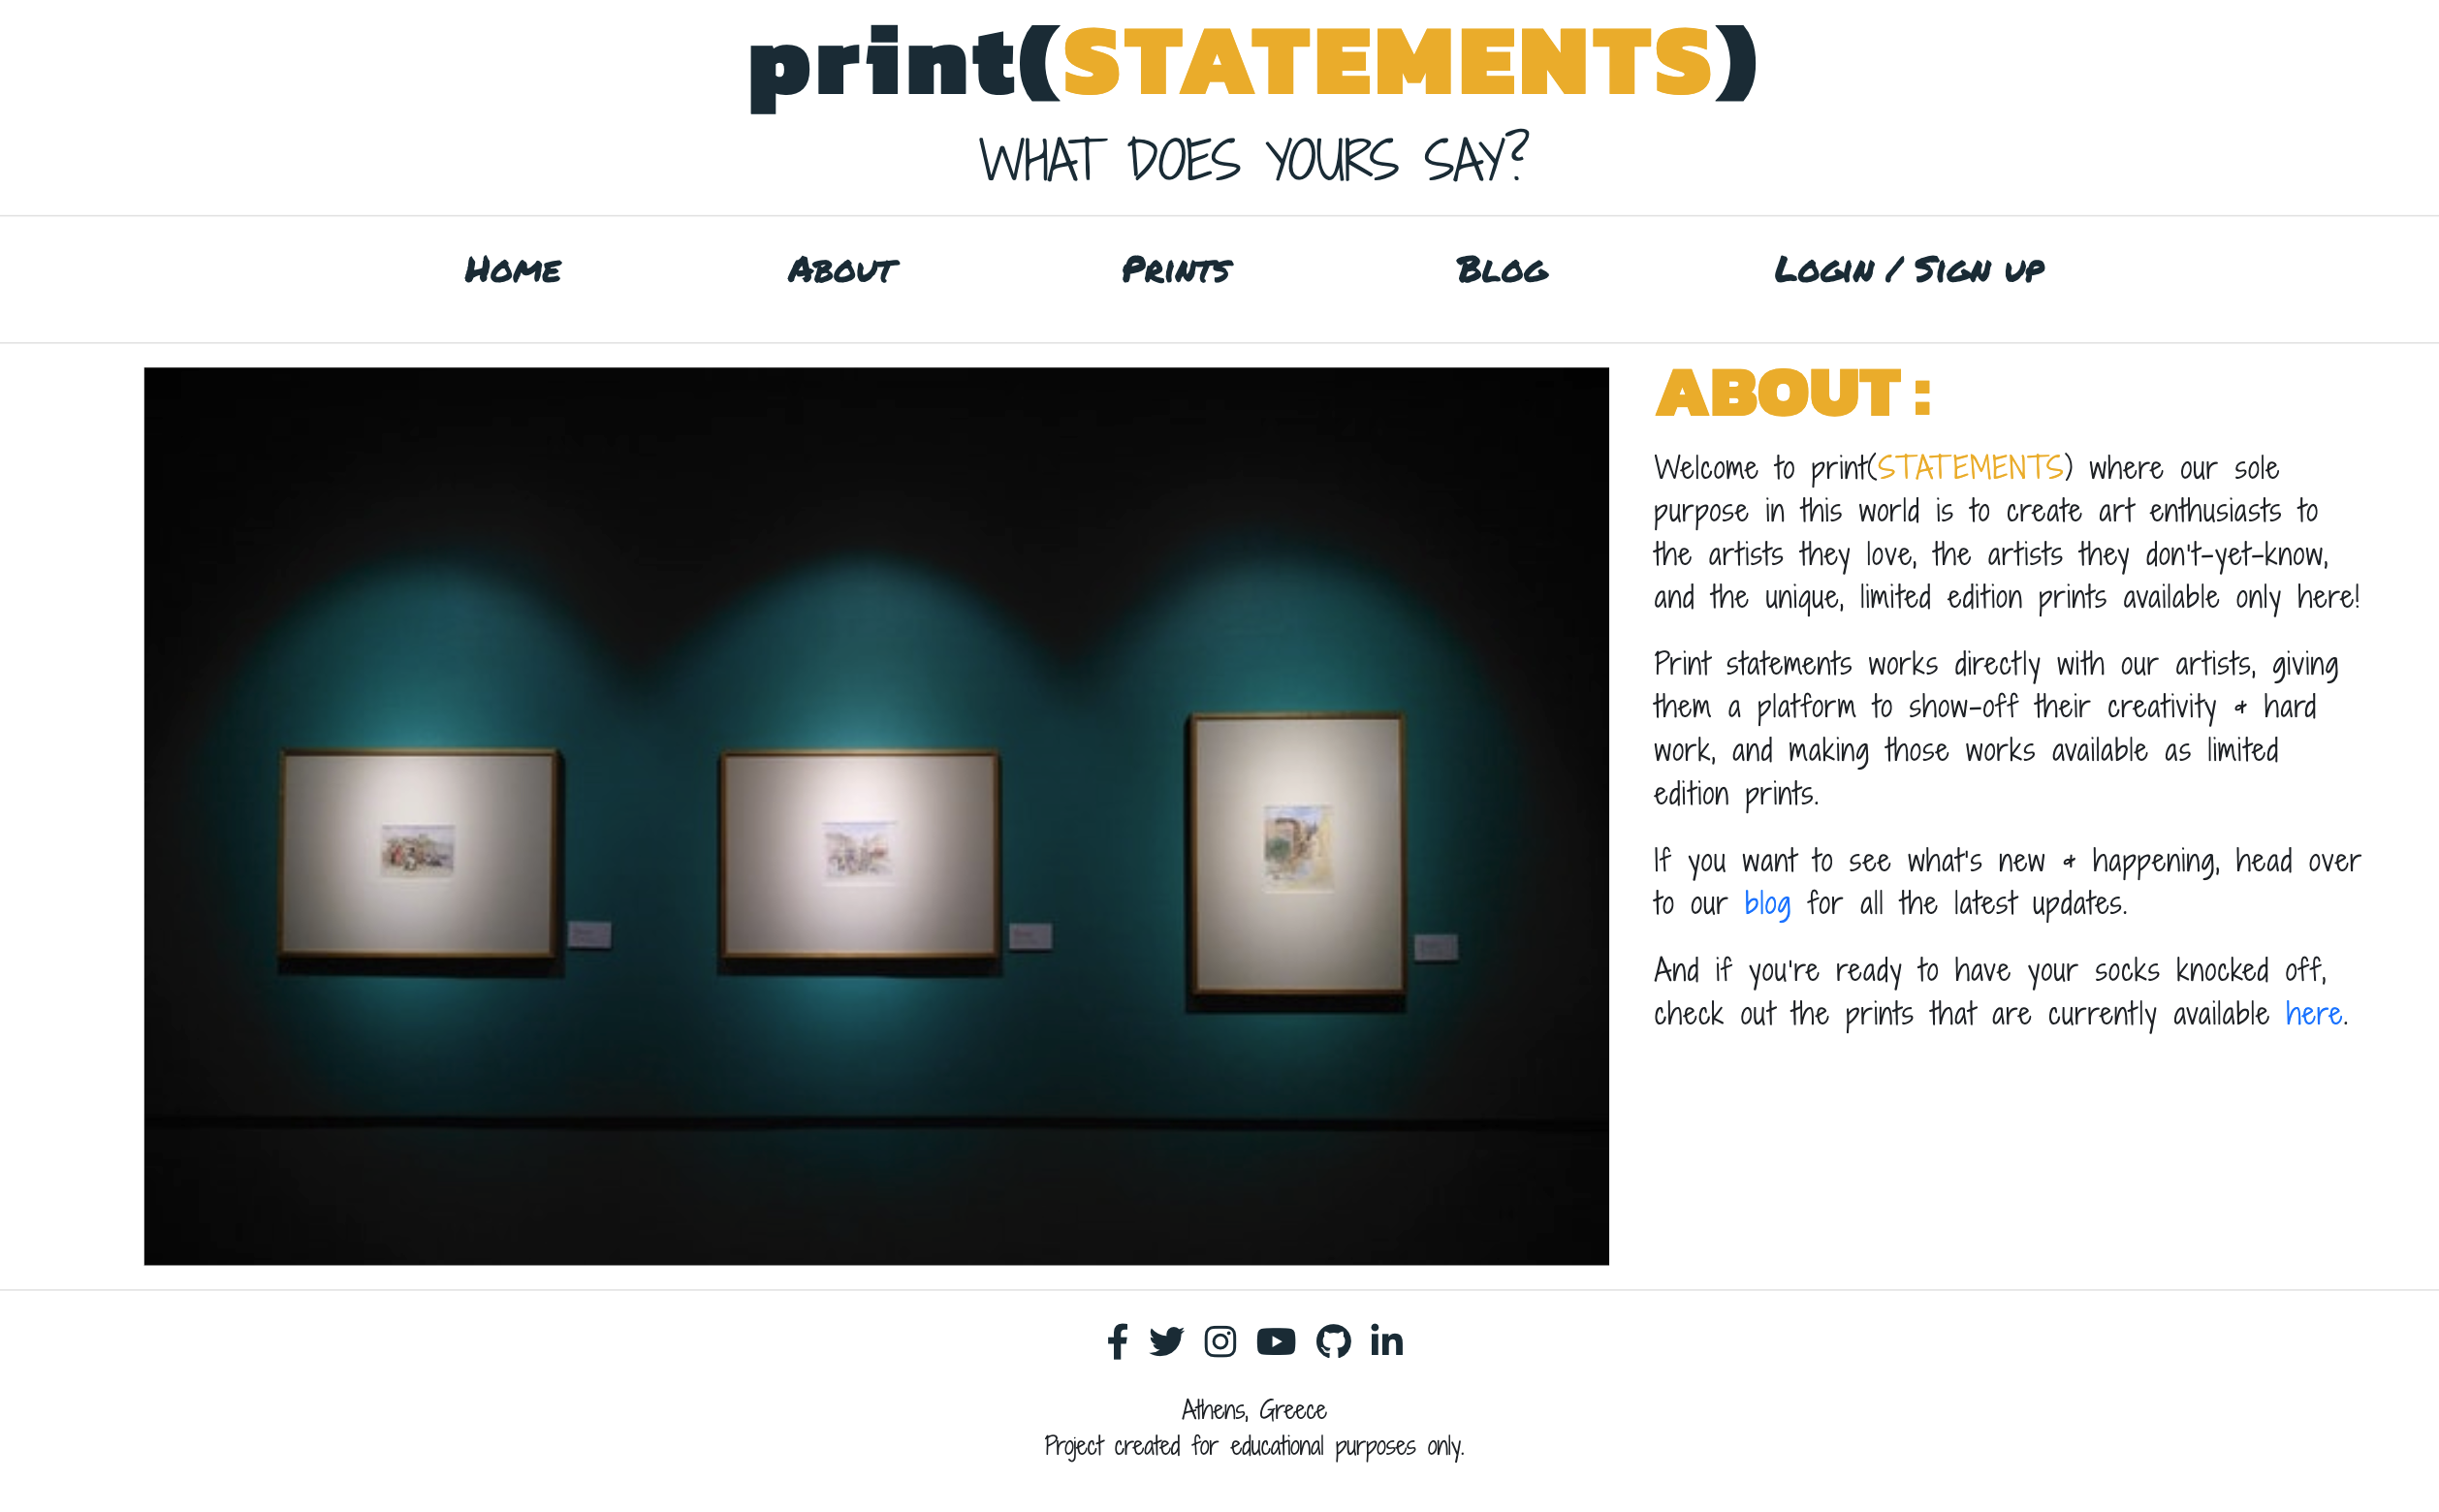 print(STATEMENTS)
WHAT DOES YOURS SAY?
HOME ABOUT PRINTS BLOG LOGIN / SIGN UP
ABOUT :
Welcome to print(STATEMENTS) where our sole
purpose in this world is to create art enthusiasts to
the artists they love, the artists they don't-yet-know,
and the unique, limited edition prints available only here!
Print statements works directly with our artists, giving
them a platform to show-off their creativity & hard
work, and making those works available as limited
edition prints.
If you want to see what's new & happening, head over
to our blog for all the latest updates.
And if you're ready to have your socks knocked off,
check out the prints that are currently available here.
Athens, Greece
Project created for educational purposes only.